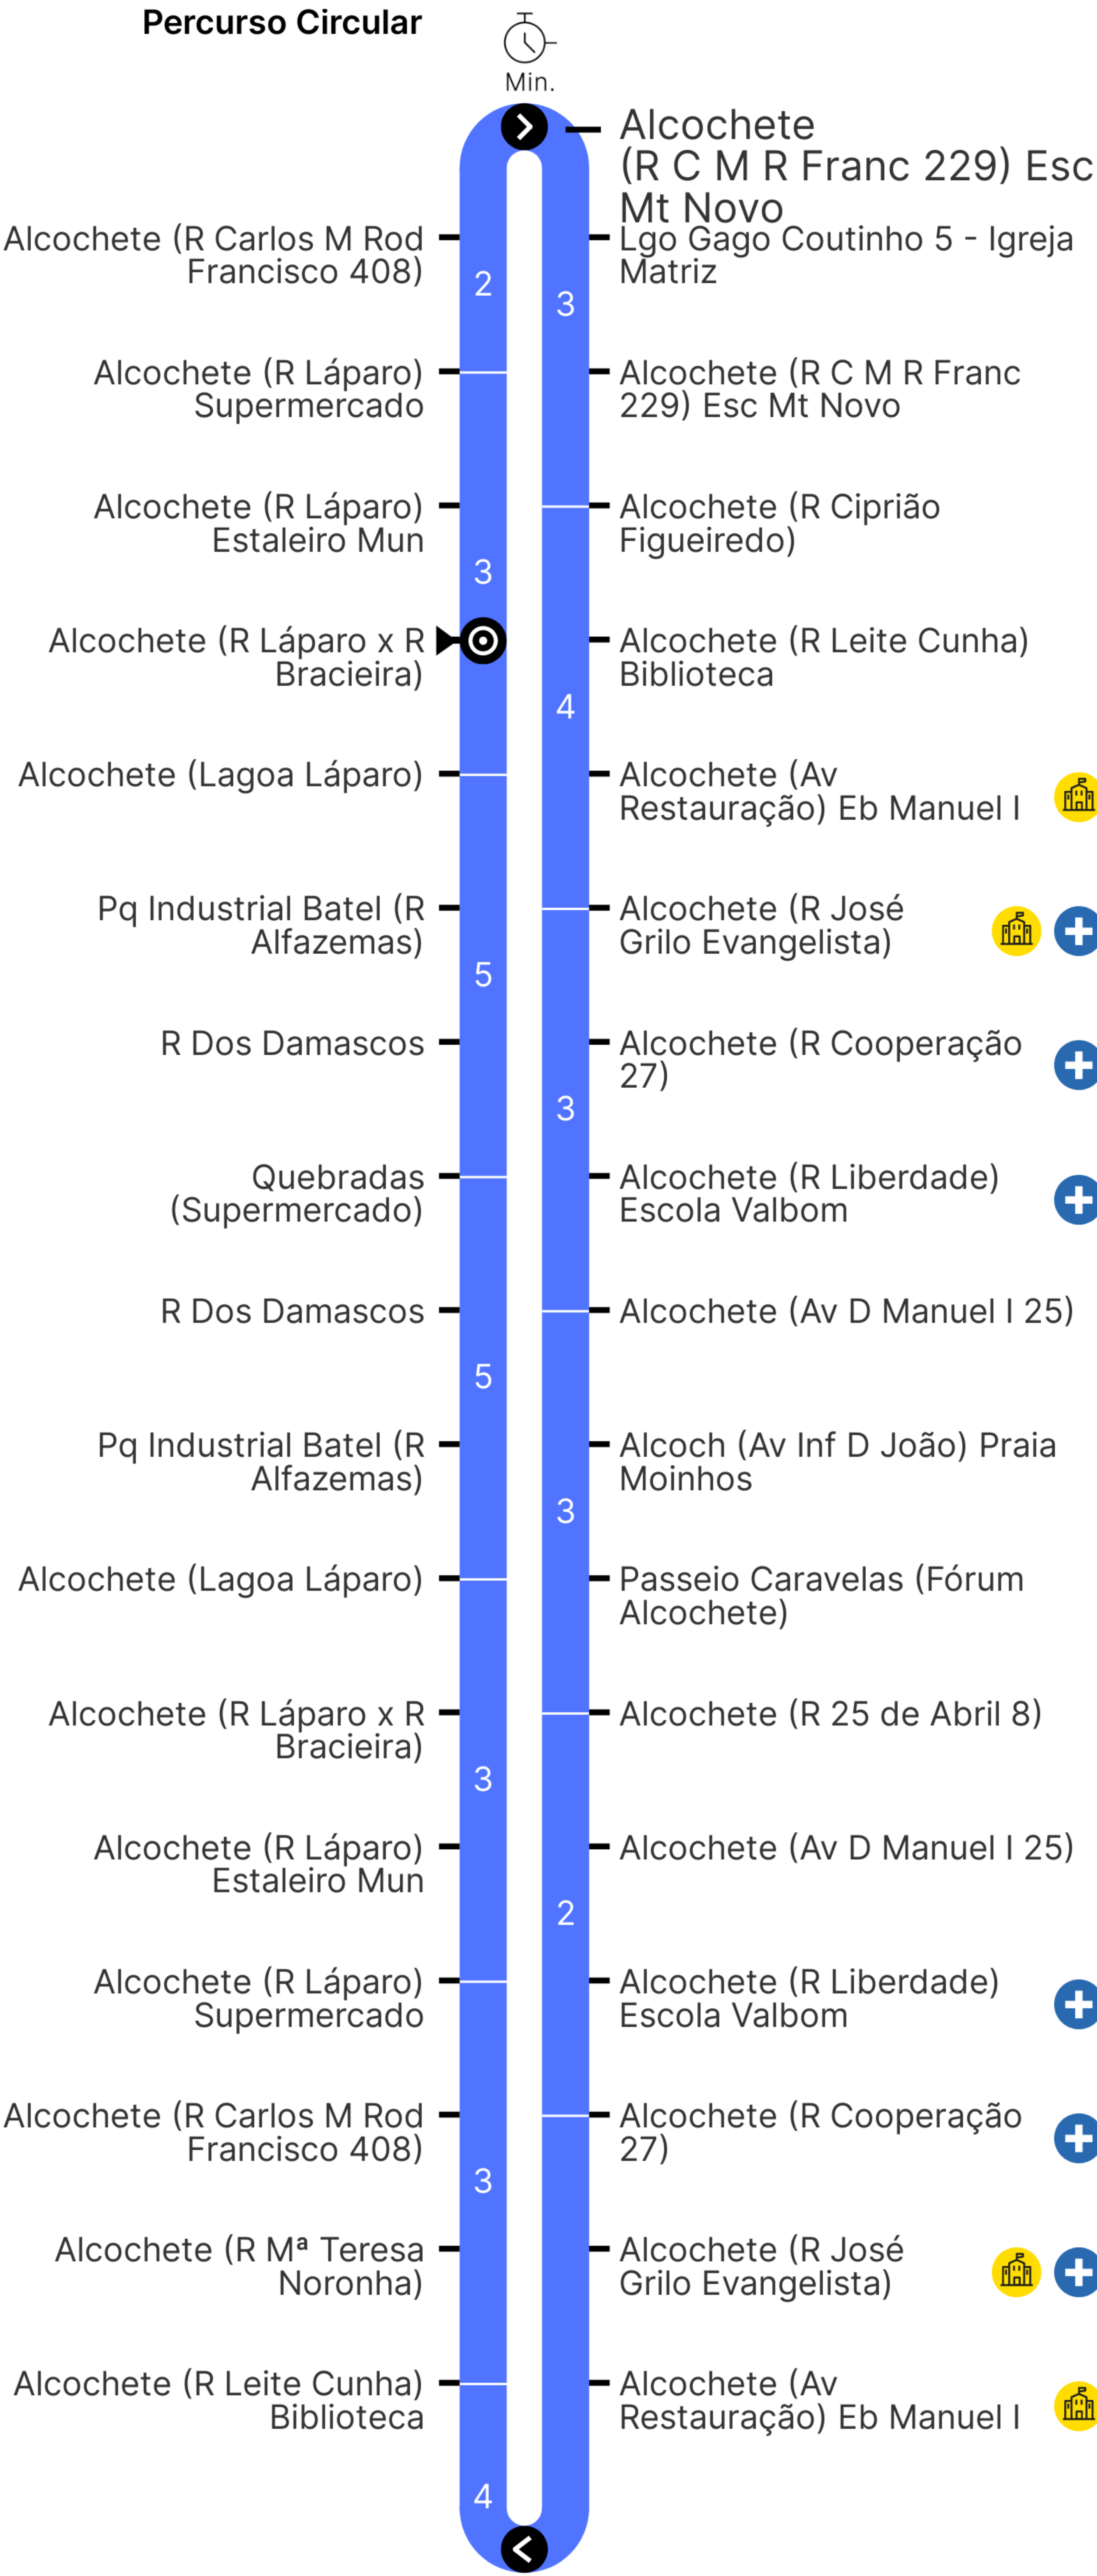 Percurso Circular
Min.
Alcochete
(R C M R Franc 229) Esc
Mt Novo
Alcochete (R Carlos M Rod
Francisco 408)
2
Lgo Gago Coutinho 5 - Igreja
Matriz
3
Alcochete (R Láparo)
Supermercado
Alcochete (R C M R Franc
229) Esc Mt Novo
Alcochete (R Láparo)
Estaleiro Mun
3
Alcochete (R Ciprião
Figueiredo)
Alcochete (R Láparo x R
Bracieira)
Alcochete (R Leite Cunha)
Biblioteca
4
Alcochete (Lagoa Láparo)
Alcochete (Av
Restauração) Eb Manuel I
Pq Industrial Batel (R
Alfazemas)
5
Alcochete (R José
Grilo Evangelista)
R Dos Damascos
Alcochete (R Cooperação
27)
3
Quebradas
(Supermercado)
Alcochete (R Liberdade)
Escola Valbom
R Dos Damascos
5
Alcochete (Av D Manuel I 25)
Pq Industrial Batel (R
Alfazemas)
Alcoch (Av Inf D João) Praia
Moinhos
3
Alcochete (Lagoa Láparo)
Passeio Caravelas (Fórum
Alcochete)
Alcochete (R Láparo x R
Bracieira)
3
Alcochete (R 25 de Abril 8)
Alcochete (R Láparo)
Estaleiro Mun
Alcochete (Av D Manuel I 25)
2
Alcochete (R Láparo)
Supermercado
Alcochete (R Liberdade)
Escola Valbom
Alcochete (R Carlos M Rod
Francisco 408)
3
Alcochete (R Cooperação
27)
Alcochete (R Mª Teresa
Noronha)
Alcochete (R José
Grilo Evangelista)
Alcochete (R Leite Cunha)
Biblioteca
4
Alcochete (Av
Restauração) Eb Manuel I